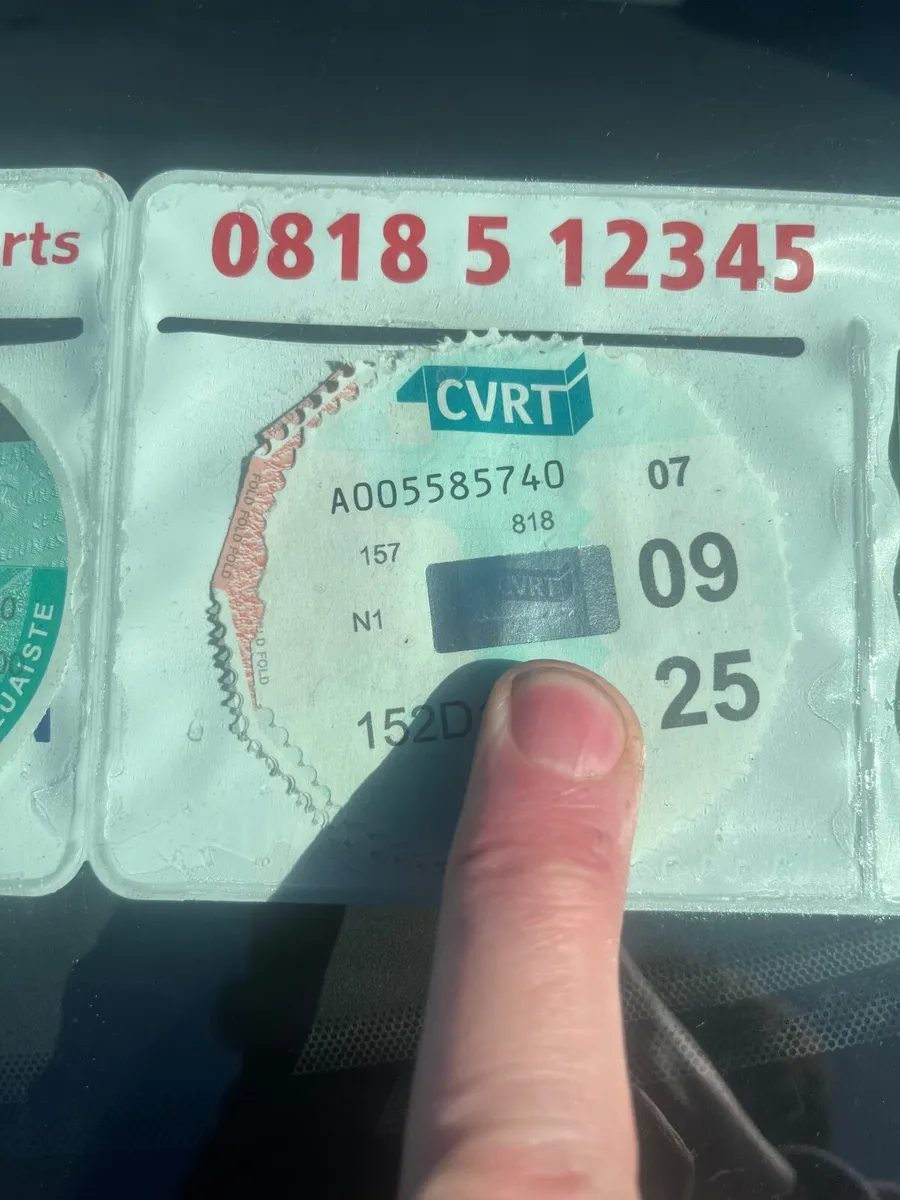 rts
0818 5 12345
CVRT
A005585740
07
818
157
CVRT
09
N1
25
152D
FOLD FOLD FOLD
FOLD